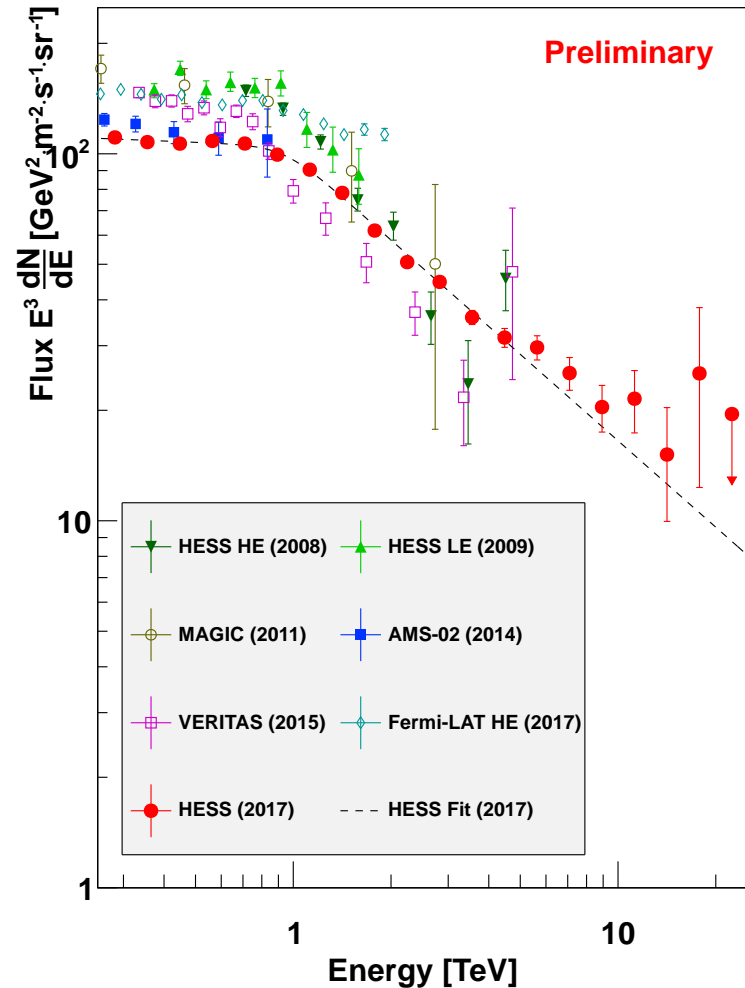 Preliminary
Flux E³ dN/dE [GeV²·m⁻²·s⁻¹·sr⁻¹]
10²
10
1
HESS HE (2008)
HESS LE (2009)
MAGIC (2011)
AMS-02 (2014)
VERITAS (2015)
Fermi-LAT HE (2017)
HESS (2017)
HESS Fit (2017)
1
10
Energy [TeV]